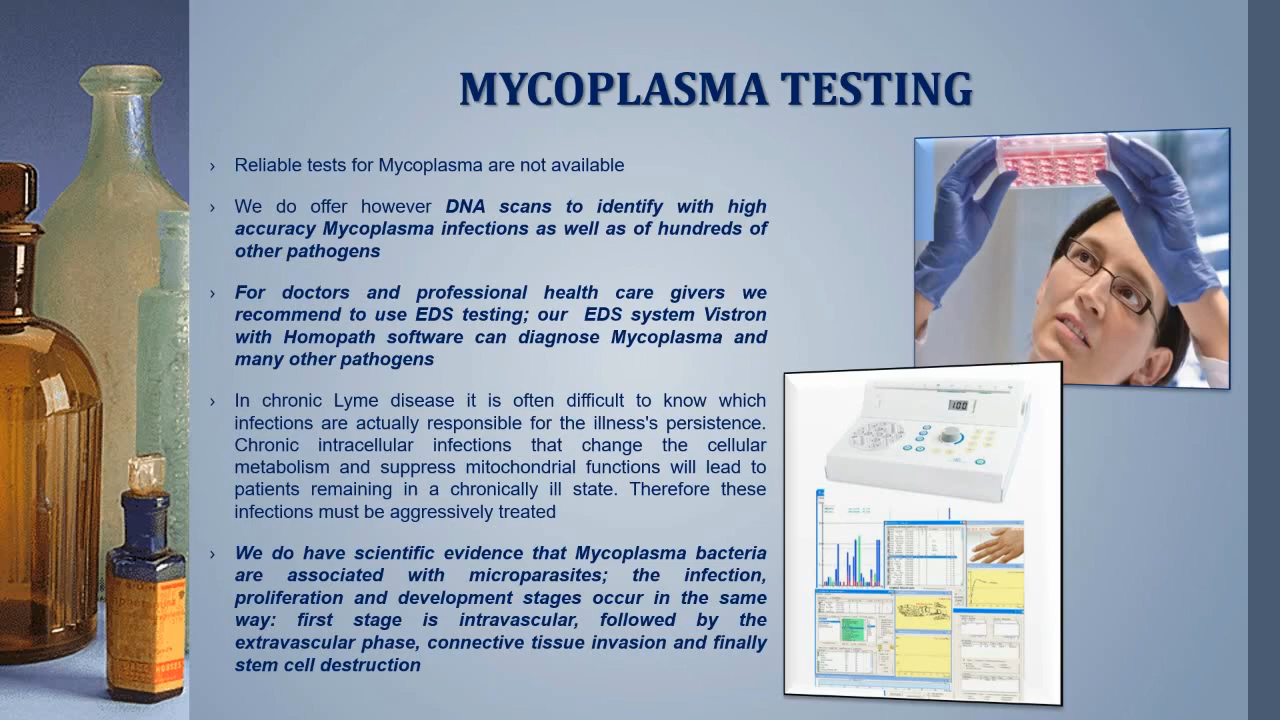 MYCOPLASMA TESTING
› Reliable tests for Mycoplasma are not available
› We do offer however DNA scans to identify with high
accuracy Mycoplasma infections as well as of hundreds of
other pathogens
› For doctors and professional health care givers we
recommend to use EDS testing; our EDS system Vistron
with Homopath software can diagnose Mycoplasma and
many other pathogens
› In chronic Lyme disease it is often difficult to know which
infections are actually responsible for the illness's persistence.
Chronic intracellular infections that change the cellular
metabolism and suppress mitochondrial functions will lead to
patients remaining in a chronically ill state. Therefore these
infections must be aggressively treated
› We do have scientific evidence that Mycoplasma bacteria
are associated with microparasites; the infection,
proliferation and development stages occur in the same
way: first stage is intravascular, followed by the
extravascular phase, connective tissue invasion and finally
stem cell destruction
100